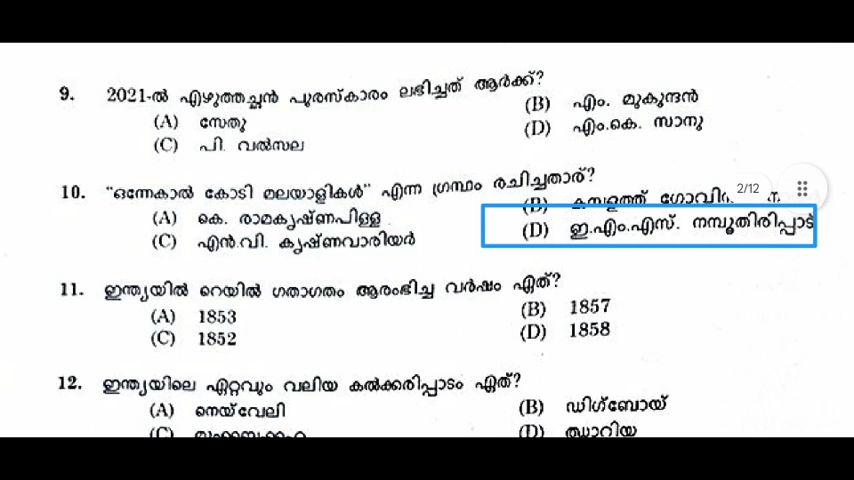 9. 2021-ൽ എഴുത്തച്ഛൻ പുരസ്കാരം ലഭിച്ചത് ആർക്ക്?
(A) സേതു (B) എം. മുകുന്ദൻ
(C) പി. വൽസല (D) എം.കെ. സാനു
10. "ഒന്നേകാൽ കോടി മലയാളികൾ" എന്ന ഗ്രന്ഥം രചിച്ചതാര്?
2/12
(A) കെ. രാമകൃഷ്ണപിള്ള (B)
(C) എൻ.വി. കൃഷ്ണവാരിയർ (D) ഇ.എം.എസ്. നമ്പൂതിരിപ്പാട്
11. ഇന്ത്യയിൽ റെയിൽ ഗതാഗതം ആരംഭിച്ച വർഷം ഏത്?
(A) 1853 (B) 1857
(C) 1852 (D) 1858
12. ഇന്ത്യയിലെ ഏറ്റവും വലിയ കൽക്കരിപ്പാടം ഏത്?
(A) നെയ്‌വേലി (B) ഡിഗ്ബോയ്
(C) (D) ഝാറിയ